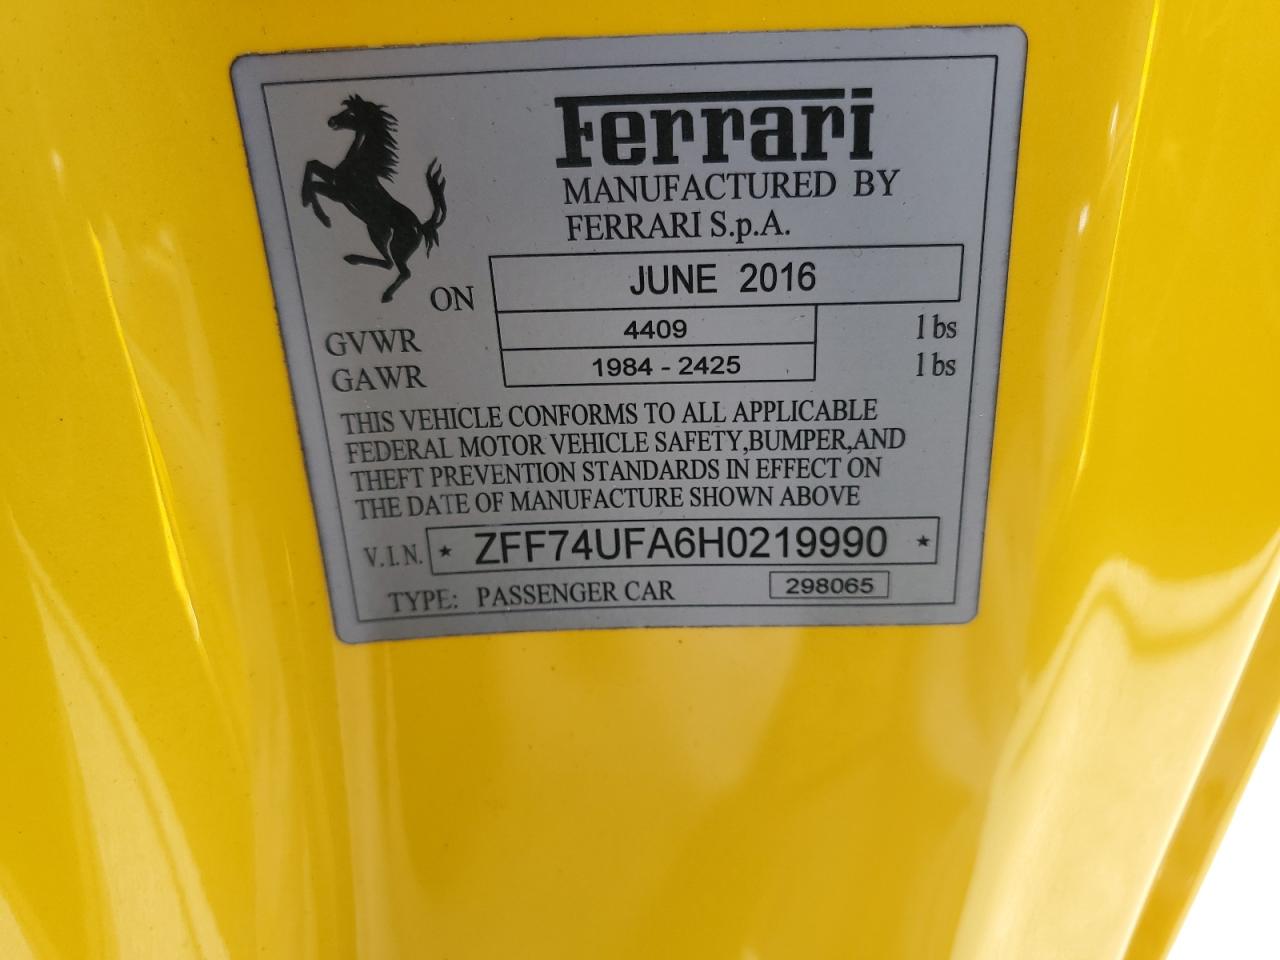 Ferrari
MANUFACTURED BY
FERRARI S.p.A.
ON JUNE 2016
GVWR 4409 lbs
GAWR 1984 - 2425 lbs
THIS VEHICLE CONFORMS TO ALL APPLICABLE
FEDERAL MOTOR VEHICLE SAFETY,BUMPER,AND
THEFT PREVENTION STANDARDS IN EFFECT ON
THE DATE OF MANUFACTURE SHOWN ABOVE
V.I.N. * ZFF74UFA6H0219990 *
TYPE: PASSENGER CAR 298065